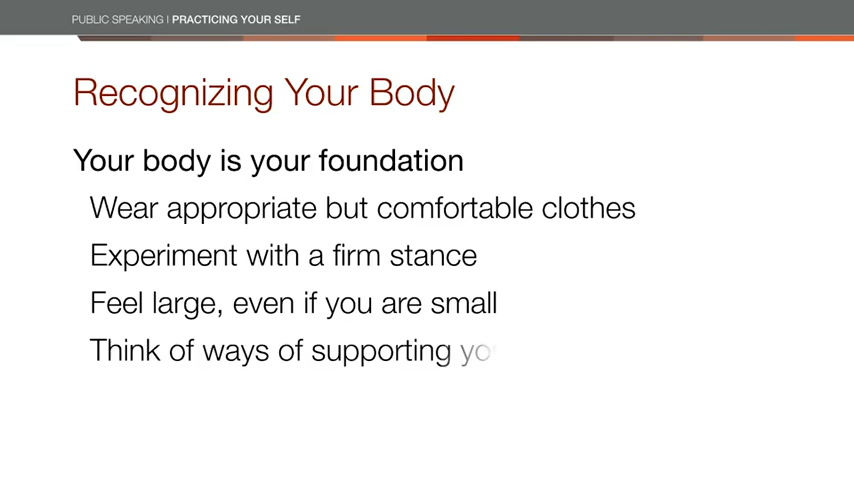 PUBLIC SPEAKING | PRACTICING YOUR SELF
Recognizing Your Body
Your body is your foundation
Wear appropriate but comfortable clothes
Experiment with a firm stance
Feel large, even if you are small
Think of ways of supporting